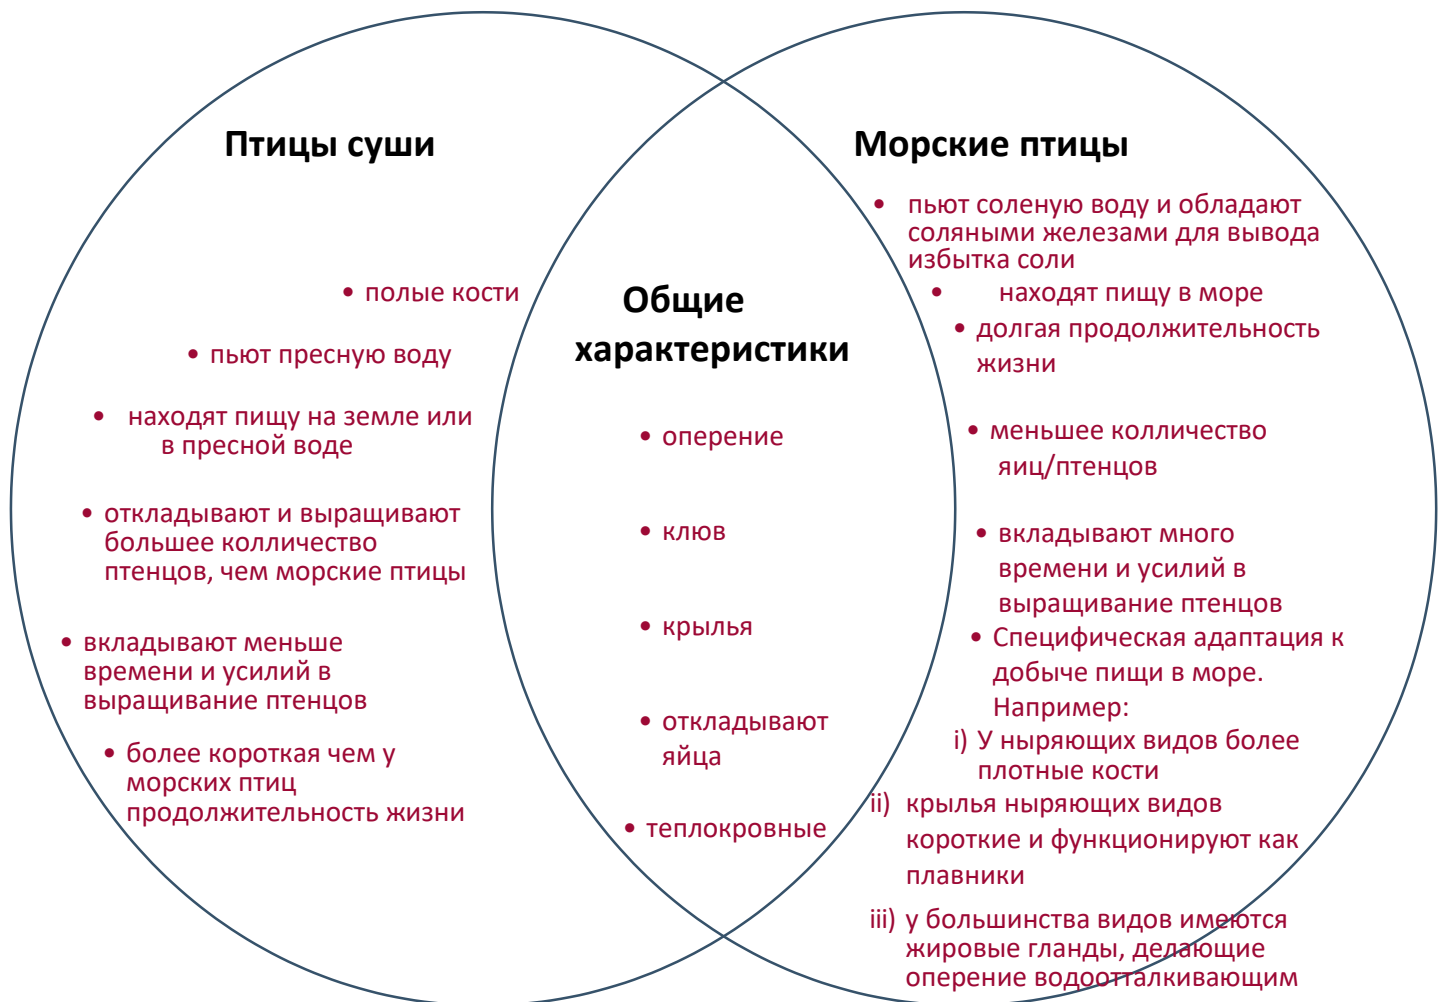 Птицы суши
• полые кости
• пьют пресную воду
• находят пищу на земле или
в пресной воде
• откладывают и выращивают
большее колличество
птенцов, чем морские птицы
• вкладывают меньше
времени и усилий в
выращивание птенцов
• более короткая чем у
морских птиц
продолжительность жизни
Общие
характеристики
• оперение
• клюв
• крылья
• откладывают
яйца
• теплокровные
Морские птицы
• пьют соленую воду и обладают
соляными железами для вывода
избытка соли
• находят пищу в море
• долгая продолжительность
жизни
• меньшее колличество
яиц/птенцов
• вкладывают много
времени и усилий в
выращивание птенцов
• Специфическая адаптация к
добыче пищи в море.
Например:
i) У ныряющих видов более
плотные кости
ii) крылья ныряющих видов
короткие и функционируют как
плавники
iii) у большинства видов имеются
жировые гланды, делающие
оперение водоотталкивающим